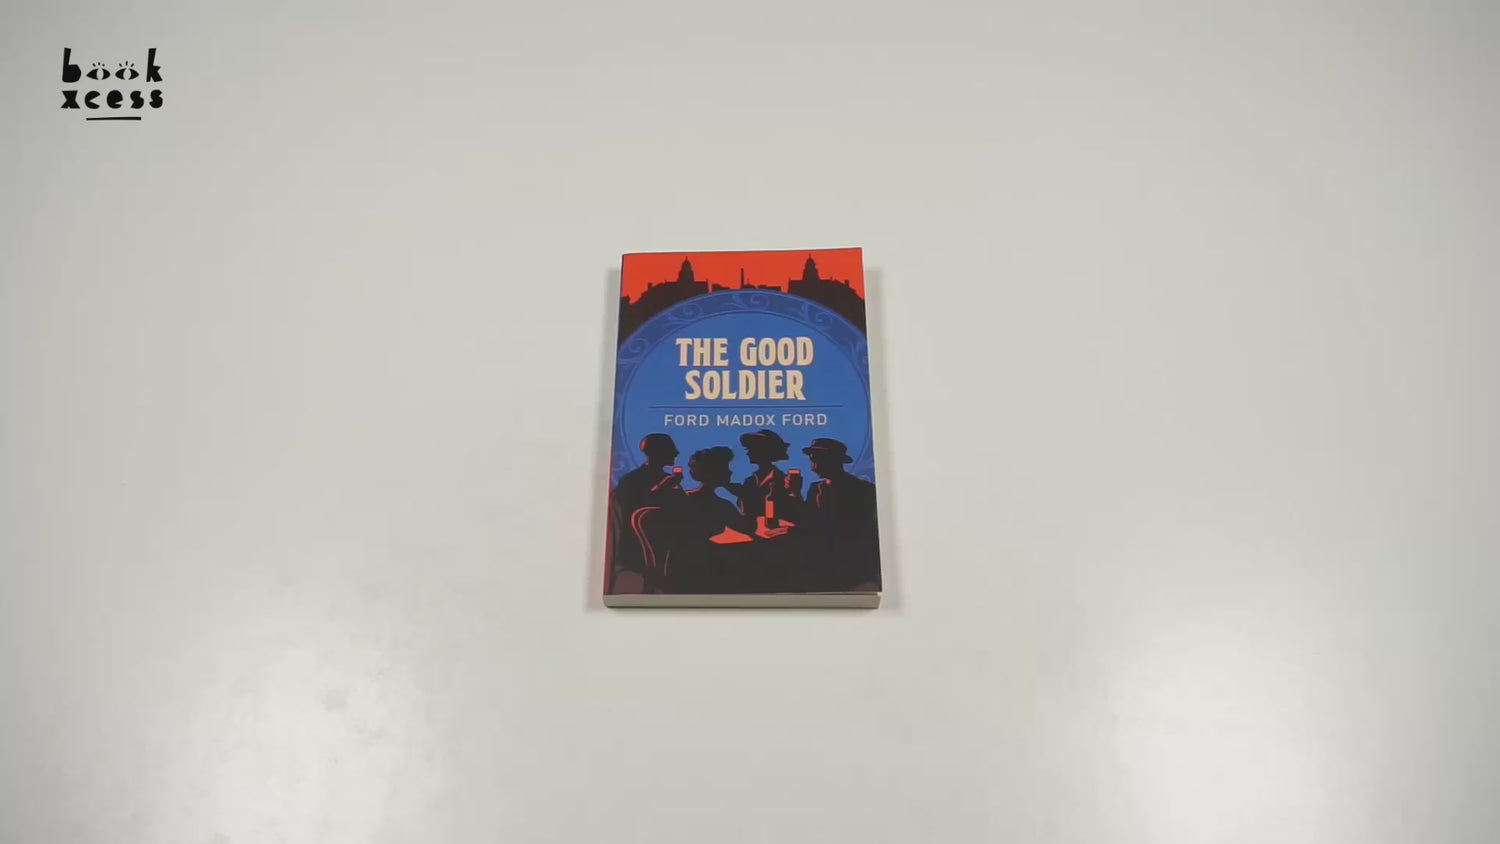 book
xcess
THE GOOD
SOLDIER
FORD MADOX FORD